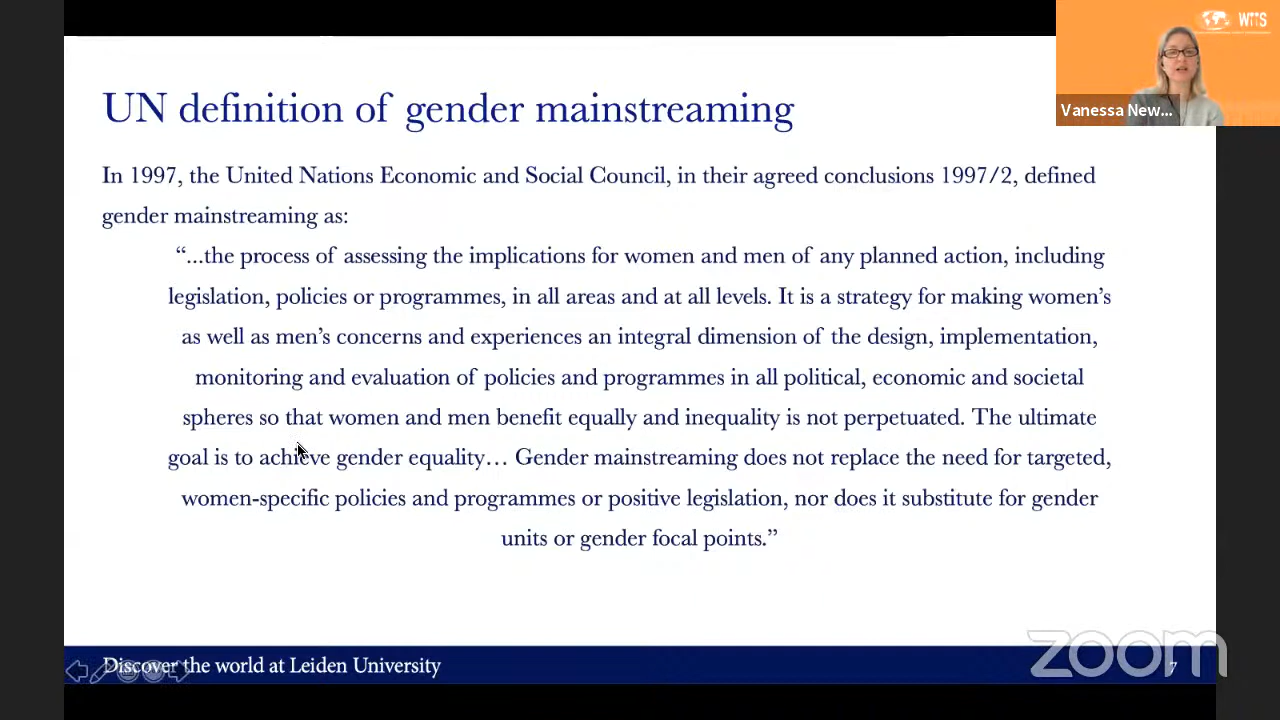 WTS
Vanessa New...
UN definition of gender mainstreaming
In 1997, the United Nations Economic and Social Council, in their agreed conclusions 1997/2, defined
gender mainstreaming as:
“...the process of assessing the implications for women and men of any planned action, including
legislation, policies or programmes, in all areas and at all levels. It is a strategy for making women’s
as well as men’s concerns and experiences an integral dimension of the design, implementation,
monitoring and evaluation of policies and programmes in all political, economic and societal
spheres so that women and men benefit equally and inequality is not perpetuated. The ultimate
goal is to achieve gender equality… Gender mainstreaming does not replace the need for targeted,
women-specific policies and programmes or positive legislation, nor does it substitute for gender
units or gender focal points.”
Discover the world at Leiden University
zoom
7